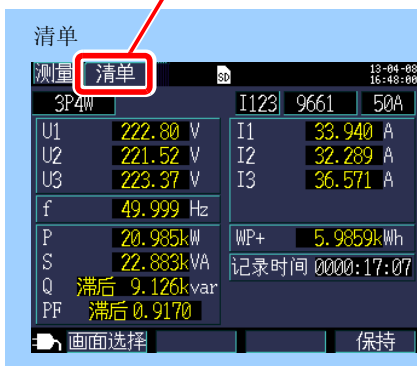 清单
测量 清单 SD 13-04-08
16:48:00
3P4W I123 9661 50A
U1 222.80 V I1 33.940 A
U2 221.52 V I2 32.289 A
U3 223.37 V I3 36.571 A
f 49.999 Hz
P 20.985kW WP+ 5.9859kWh
S 22.883kVA 记录时间 0000:17:07
Q 滞后 9.126kvar
PF 滞后 0.9170
画面选择 保持